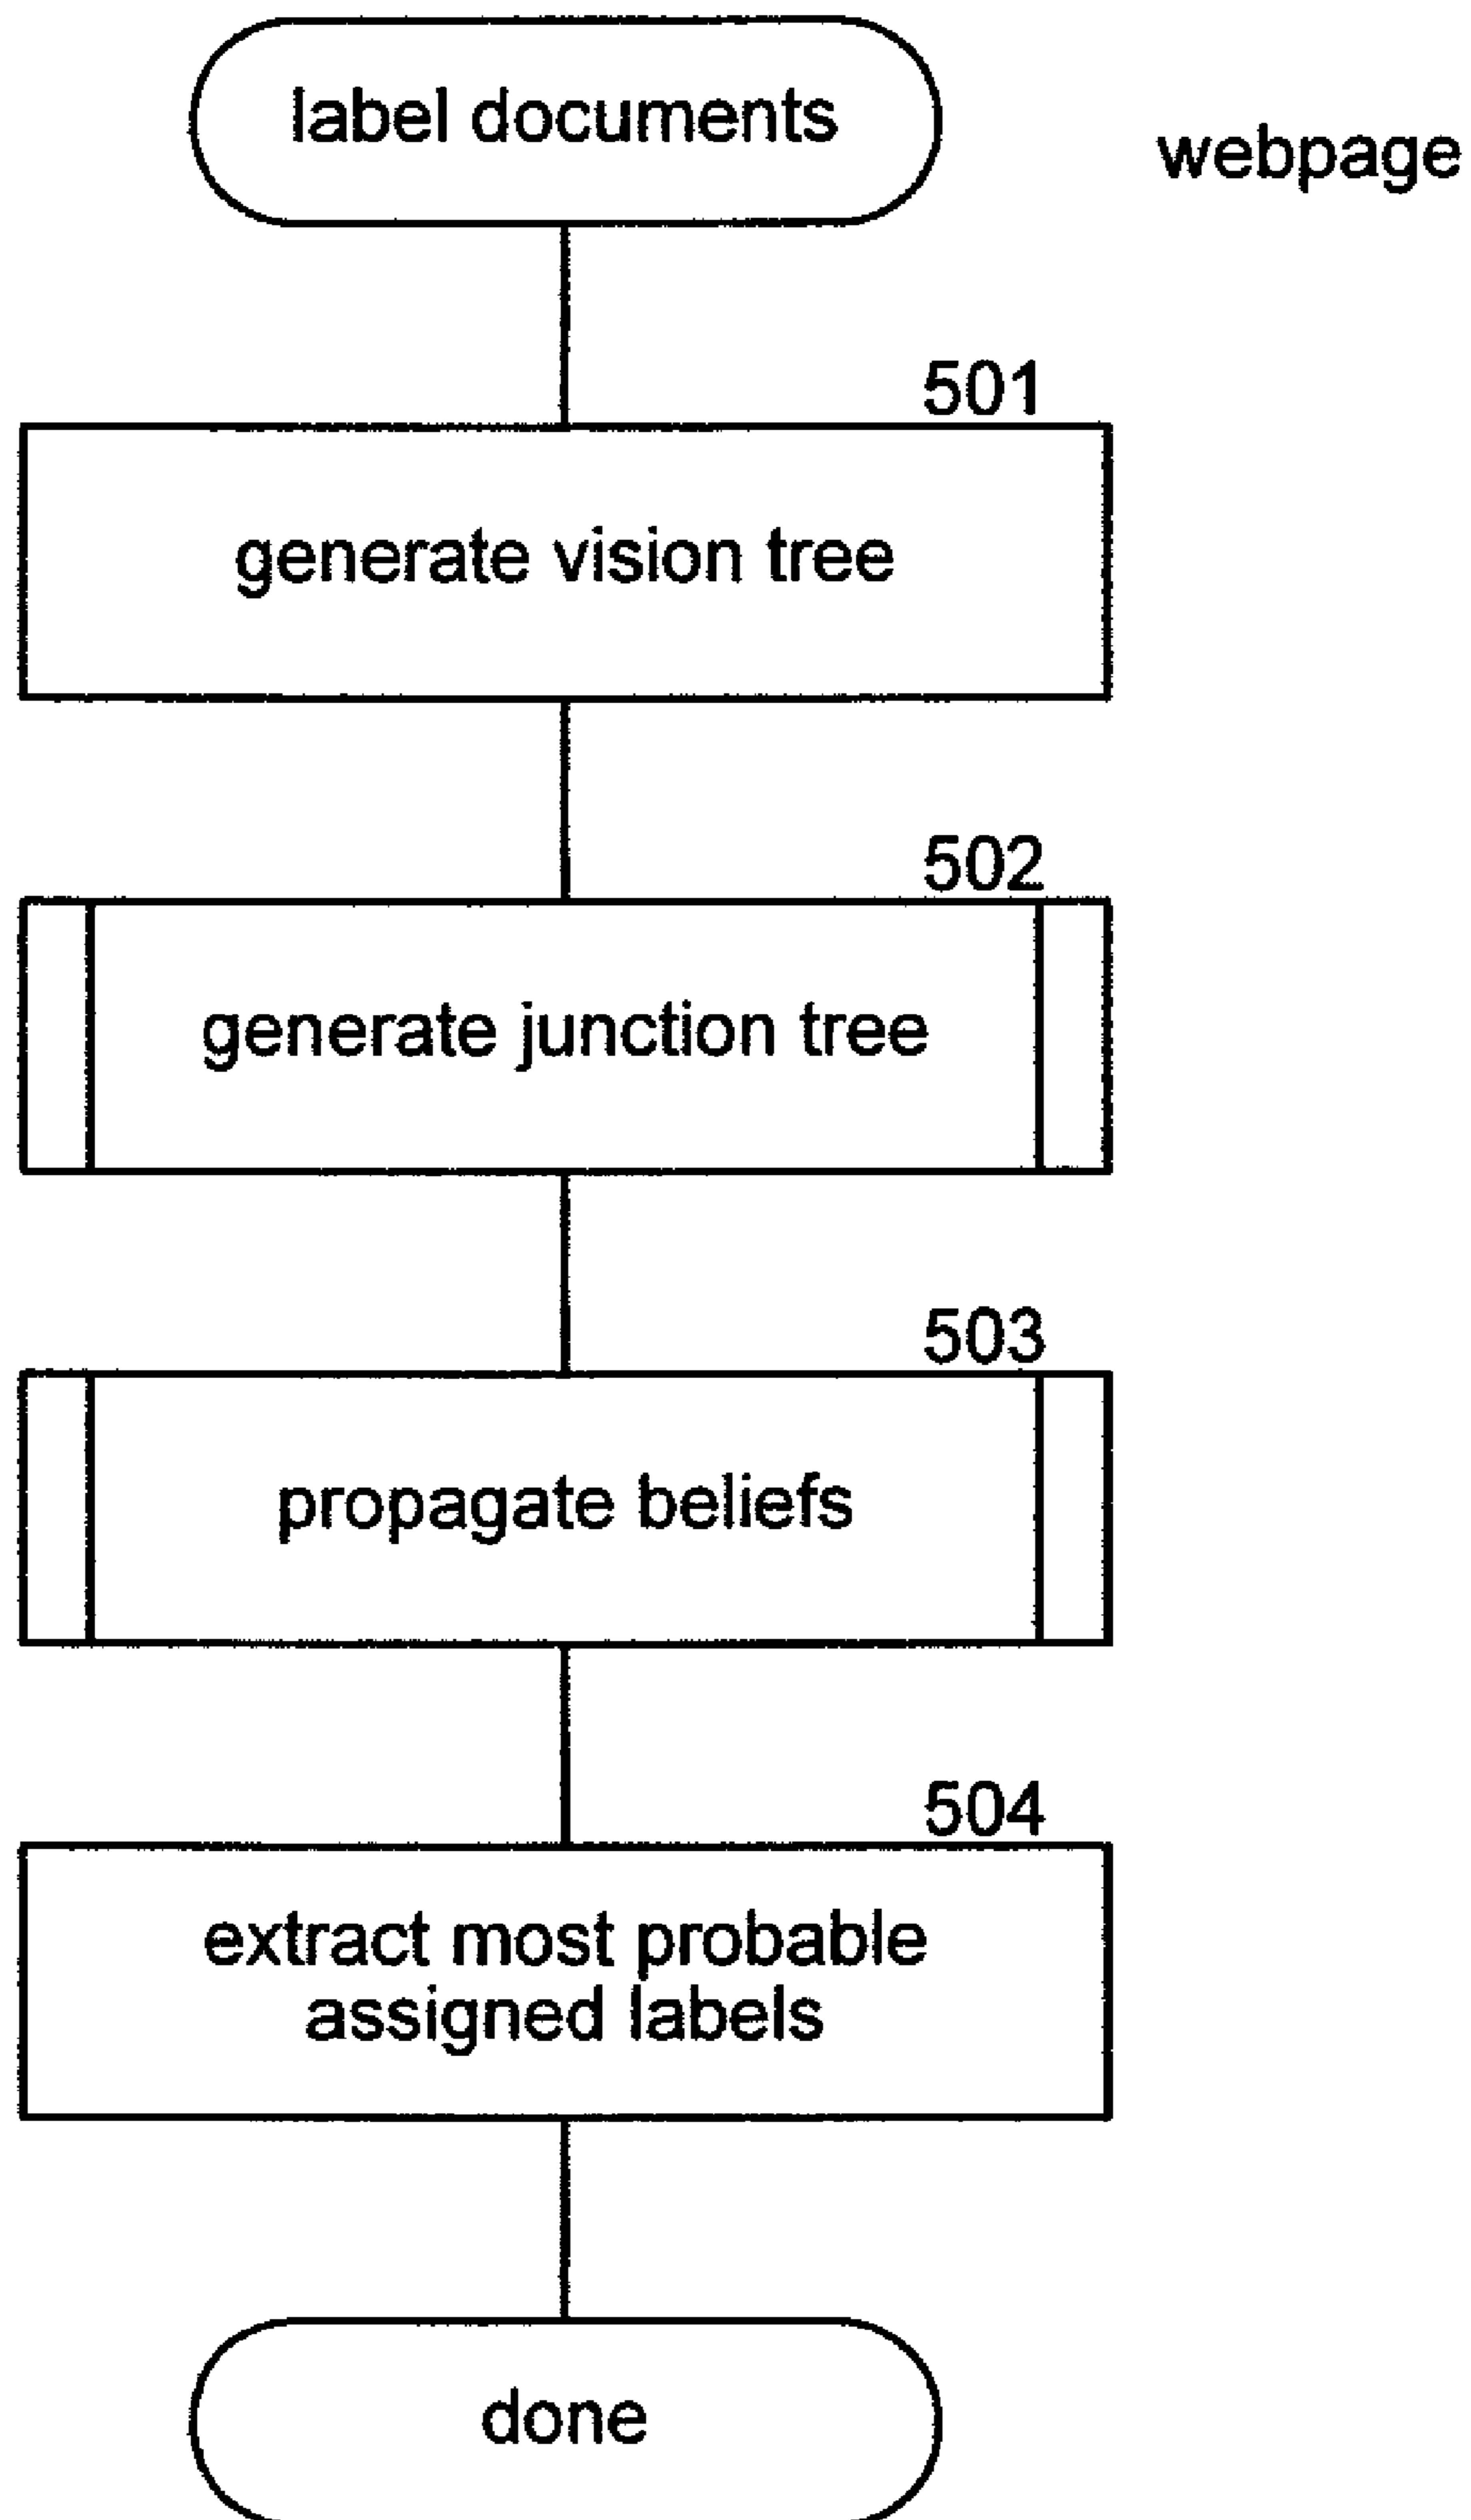 label documents
webpage
501
generate vision tree
502
generate junction tree
503
propagate beliefs
504
extract most probable
assigned labels
done